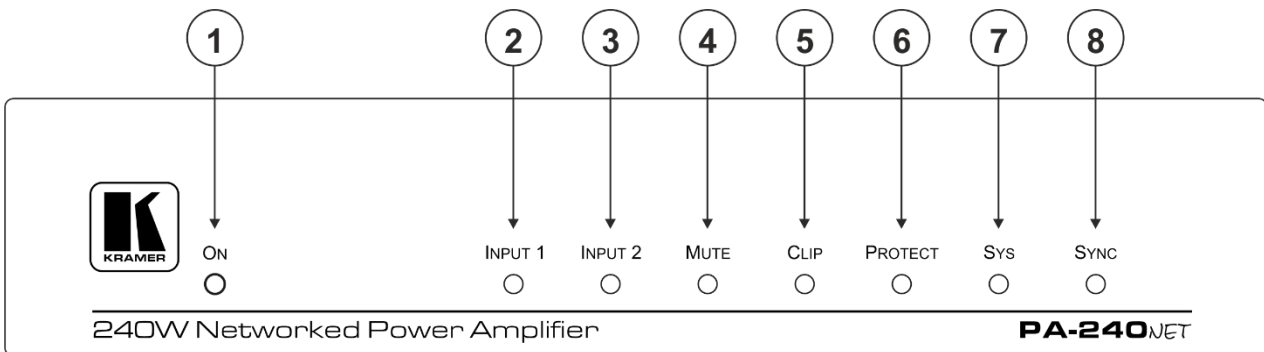 1 2 3 4 5 6 7 8
ON INPUT 1 INPUT 2 MUTE CLIP PROTECT SYS SYNC
KRAMER
240W Networked Power Amplifier PA-240NET